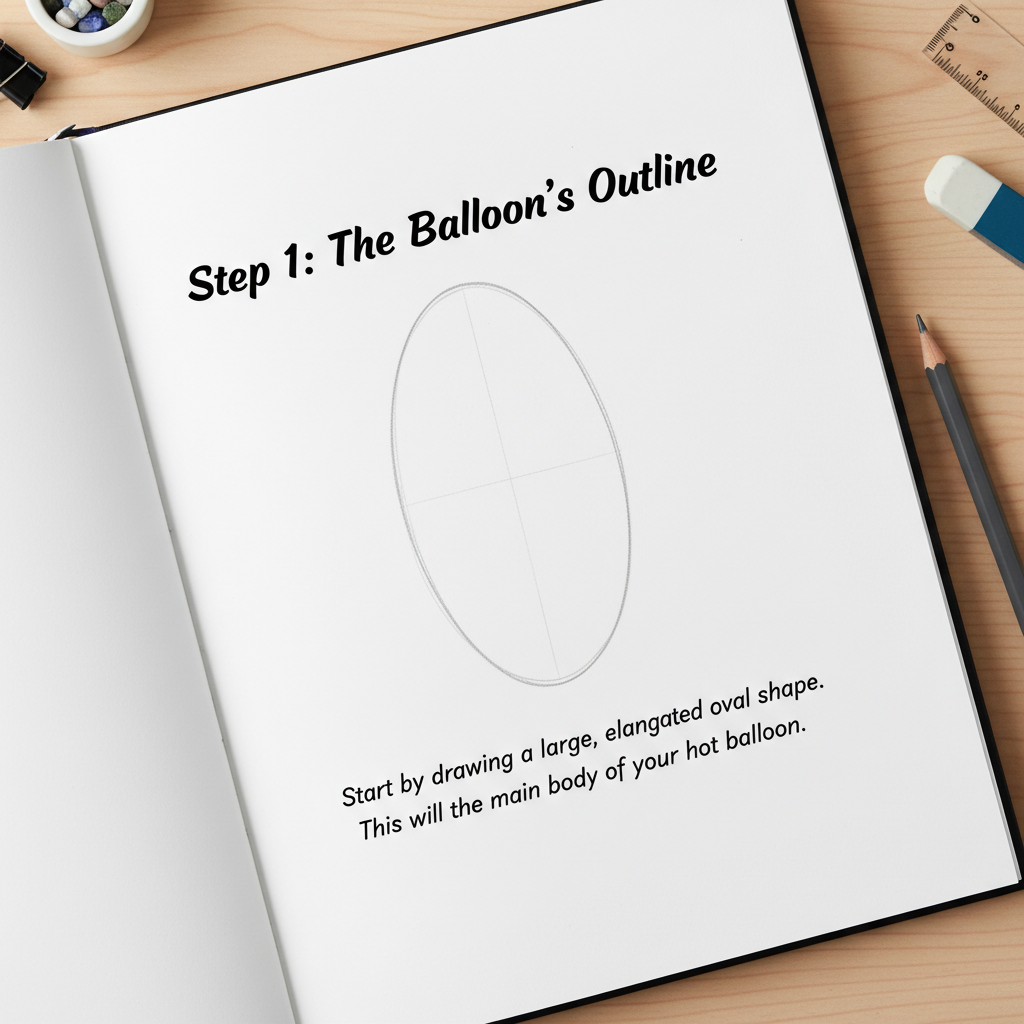 Step 1: The Balloon's Outline
Start by drawing a large, elangated oval shape.
This will the main body of your hot balloon.